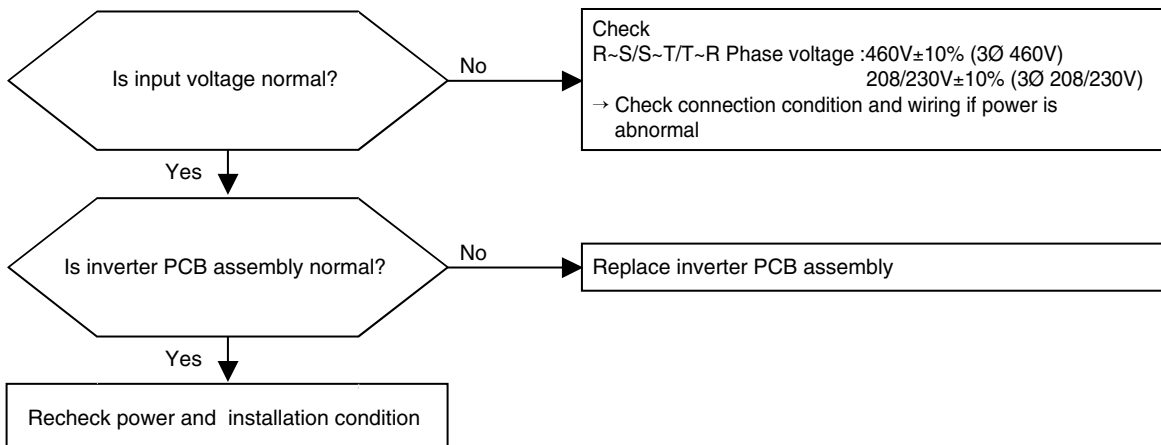 Is input voltage normal?
No
Check
R~S/S~T/T~R Phase voltage :460V±10% (3Ø 460V)
208/230V±10% (3Ø 208/230V)
→ Check connection condition and wiring if power is
abnormal
Yes
Is inverter PCB assembly normal?
No
Replace inverter PCB assembly
Yes
Recheck power and installation condition